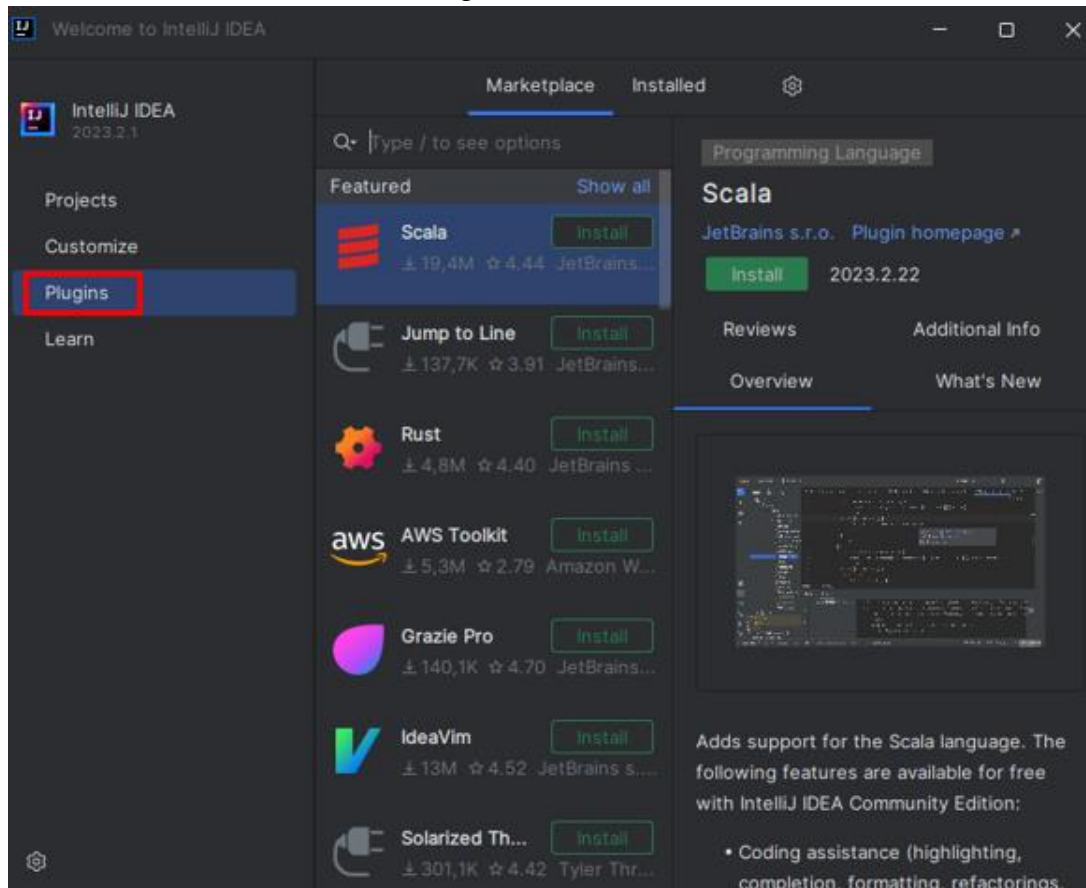 Welcome to IntelliJ IDEA
IntelliJ IDEA
2023.2.1
Projects
Customize
Plugins
Learn
Marketplace Installed
Type / to see options
Featured Show all
Scala Install
19,4M 4.44 JetBrains...
Jump to Line Install
137,7K 3.91 JetBrains...
Rust Install
4,8M 4.40 JetBrains ...
aws AWS Toolkit Install
5,3M 2.79 Amazon W...
Grazie Pro Install
140,1K 4.70 JetBrains...
IdeaVim Install
13M 4.52 JetBrains s....
Solarized Th... Install
301,1K 4.42 Tyler Thr...
Programming Language
Scala
JetBrains s.r.o. Plugin homepage
Install 2023.2.22
Reviews Additional Info
Overview What's New
Adds support for the Scala language. The
following features are available for free
with IntelliJ IDEA Community Edition:
• Coding assistance (highlighting,
completion, formatting, refactorings,